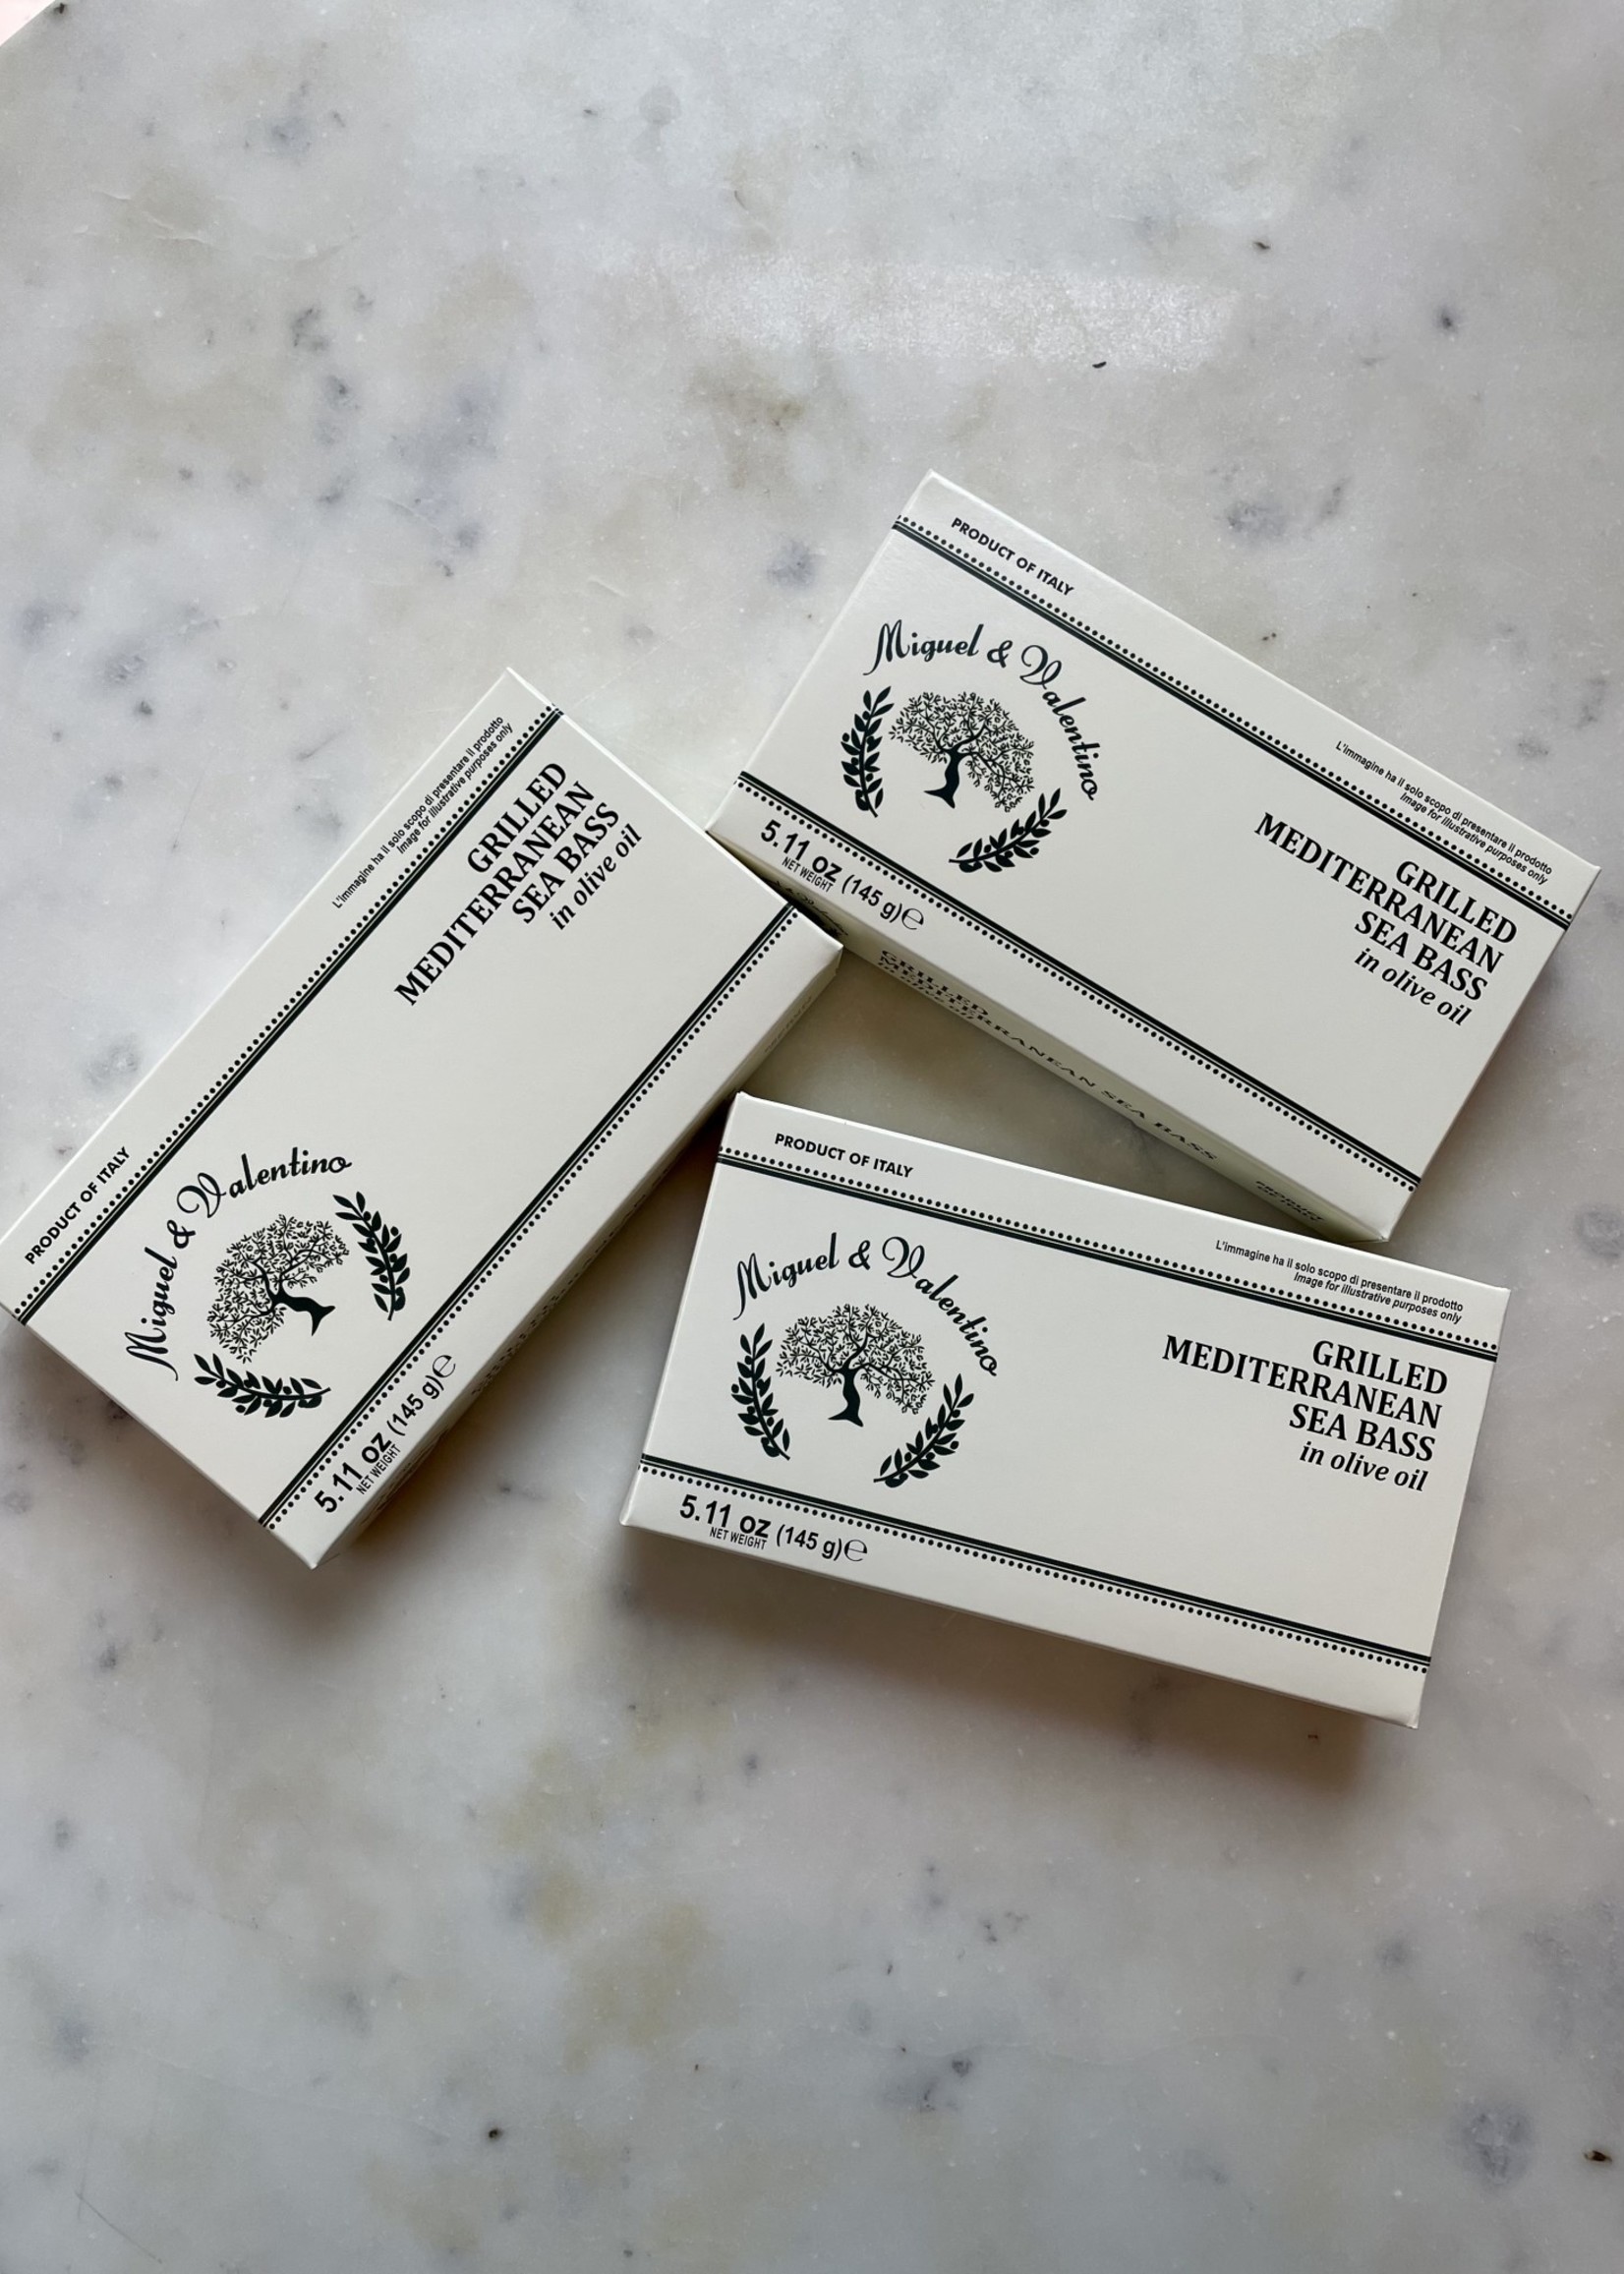 PRODUCT OF ITALY
Miguel & Valentino
L'immagine ha il solo scopo di presentare il prodotto
Image for illustrative purposes only
GRILLED
MEDITERRANEAN
SEA BASS
in olive oil
5.11 oz (145 g)℮
NET WEIGHT
GRILLED
MEDITERRANEAN SEA BASS
L'immagine ha il solo scopo di presentare il prodotto
Image for illustrative purposes only
GRILLED
MEDITERRANEAN
SEA BASS
in olive oil
PRODUCT OF ITALY
Miguel & Valentino
5.11 oz (145 g)℮
NET WEIGHT
PRODUCT OF ITALY
Miguel & Valentino
L'immagine ha il solo scopo di presentare il prodotto
Image for illustrative purposes only
GRILLED
MEDITERRANEAN
SEA BASS
in olive oil
5.11 oz (145 g)℮
NET WEIGHT